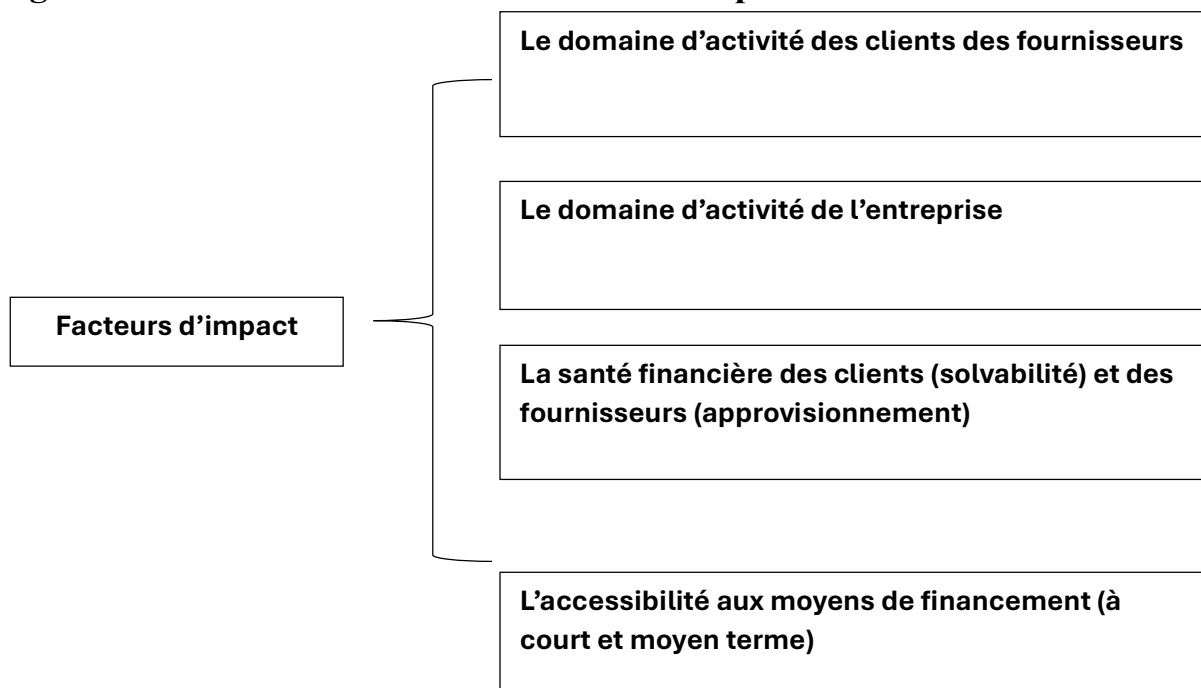 Le domaine d’activité des clients des fournisseurs
Le domaine d’activité de l’entreprise
Facteurs d’impact
La santé financière des clients (solvabilité) et des
fournisseurs (approvisionnement)
L’accessibilité aux moyens de financement (à
court et moyen terme)